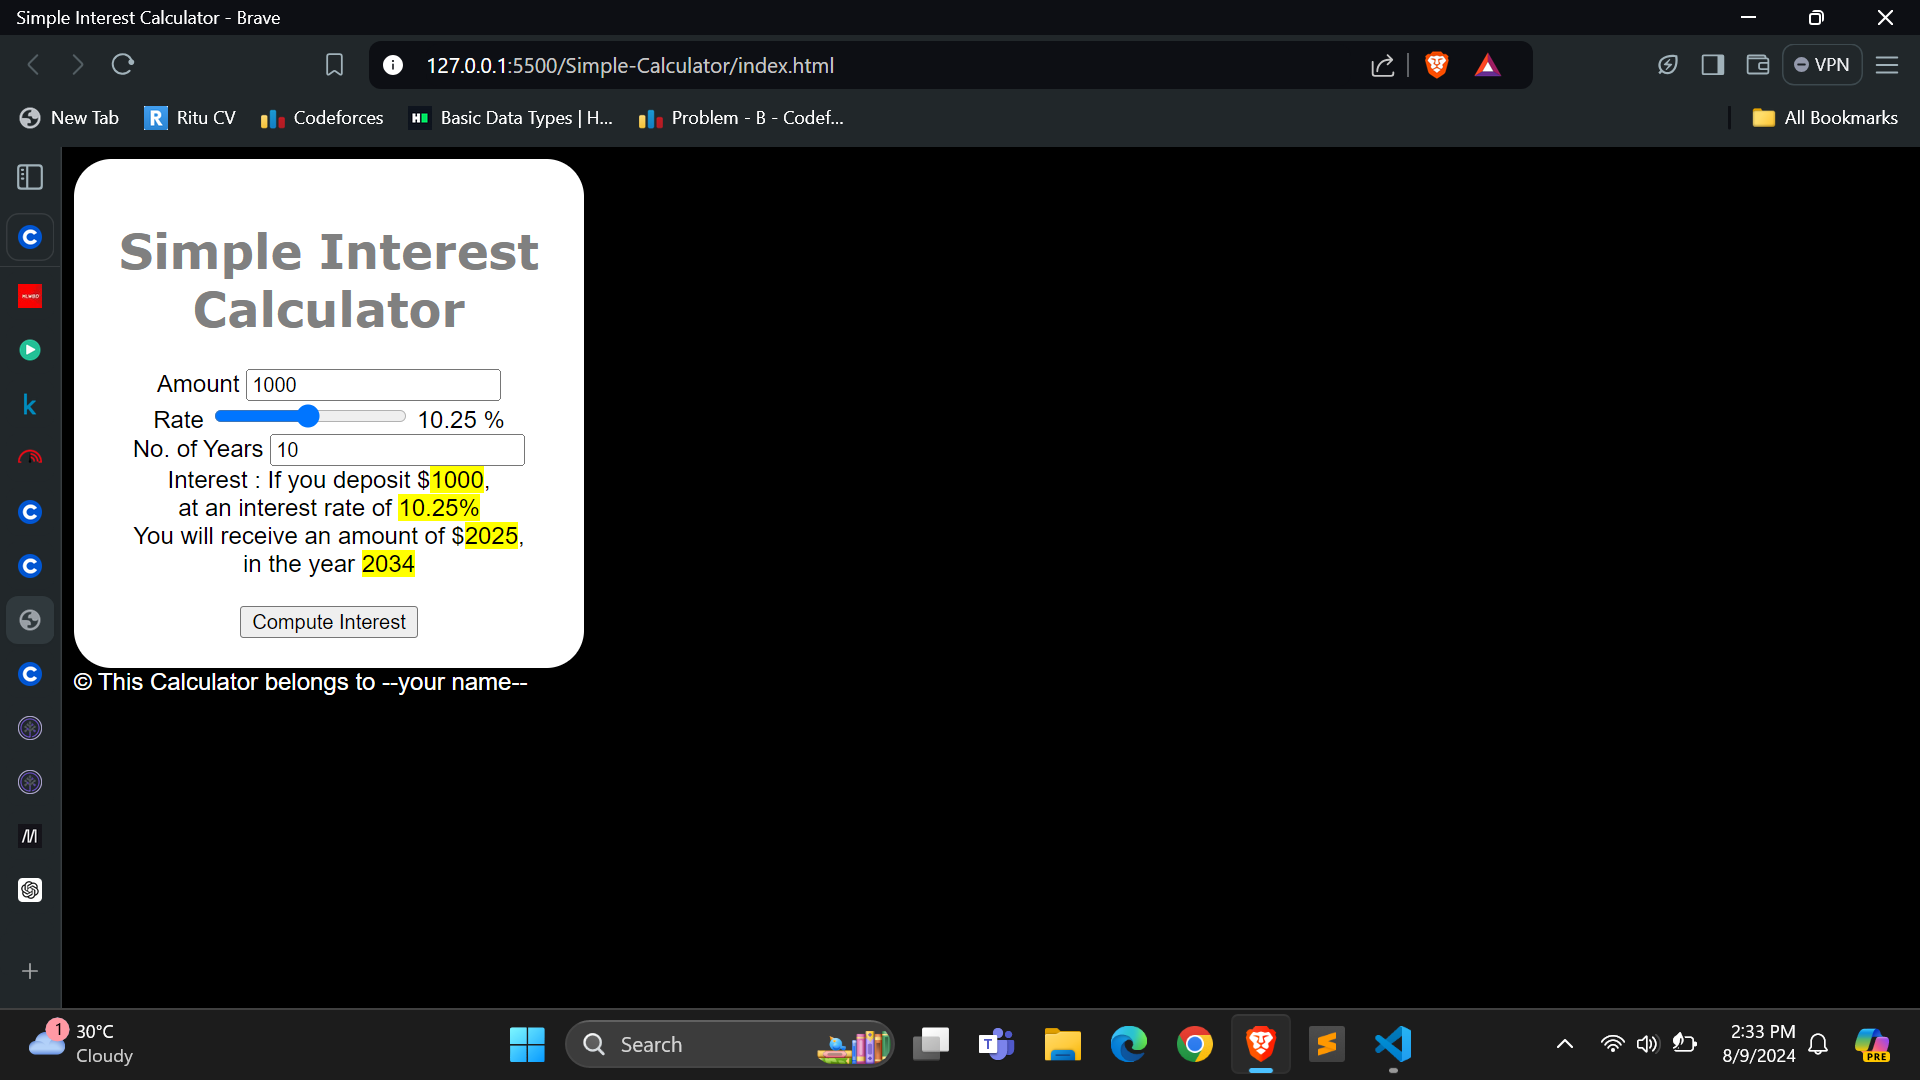 Simple Interest Calculator - Brave
127.0.0.1:5500/Simple-Calculator/index.html
VPN
New Tab
R Ritu CV
Codeforces
H Basic Data Types | H...
Problem - B - Codef...
All Bookmarks
Simple Interest
Calculator
Amount 1000
Rate 10.25 %
No. of Years 10
Interest : If you deposit $1000,
at an interest rate of 10.25%
You will receive an amount of $2025,
in the year 2034
Compute Interest
© This Calculator belongs to --your name--
1
30°C
Cloudy
Search
2:33 PM
8/9/2024
PRE